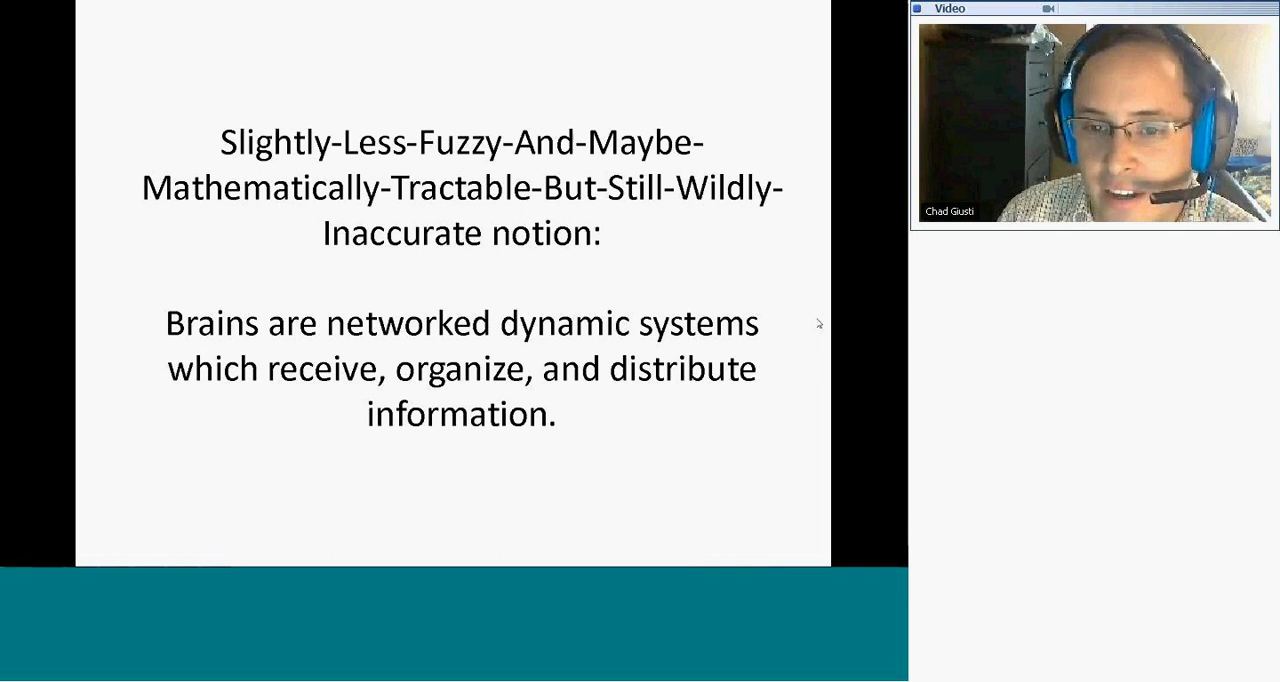 Slightly-Less-Fuzzy-And-Maybe-
Mathematically-Tractable-But-Still-Wildly-
Inaccurate notion:
Brains are networked dynamic systems
which receive, organize, and distribute
information.
Video
Chad Giusti